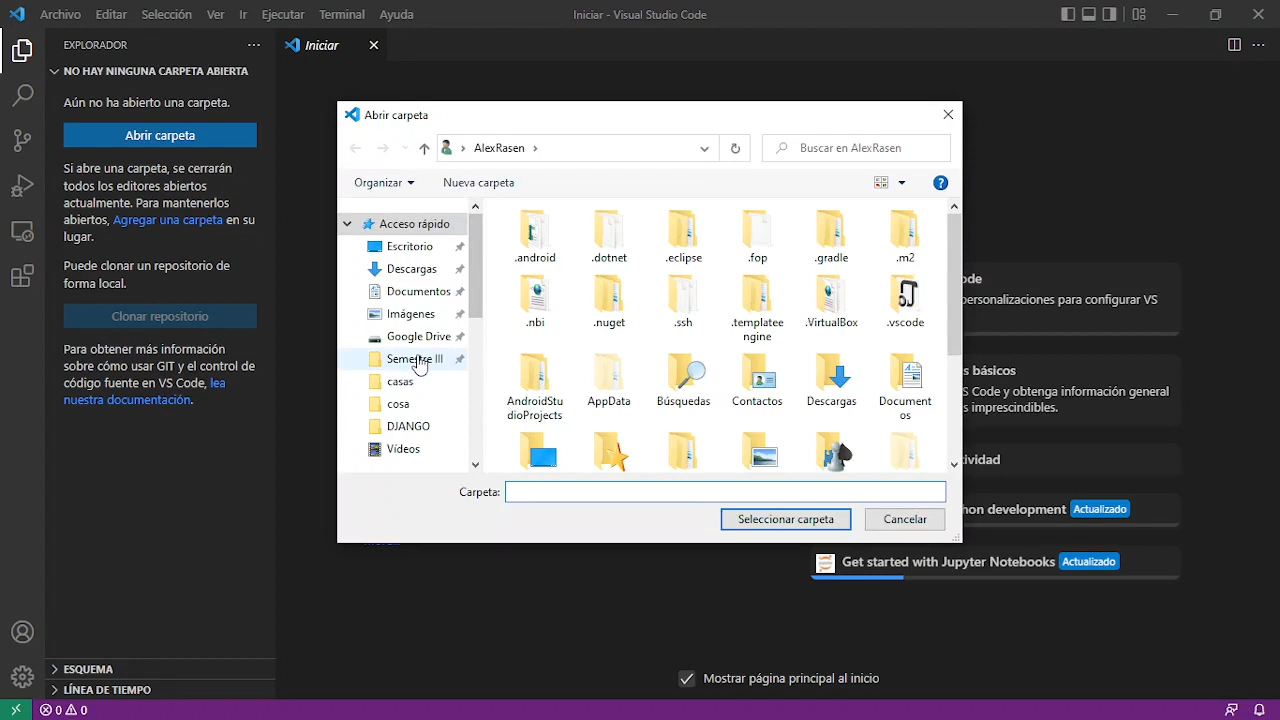 Archivo Editar Selección Ver Ir Ejecutar Terminal Ayuda
Iniciar - Visual Studio Code
EXPLORADOR
Iniciar
NO HAY NINGUNA CARPETA ABIERTA
Aún no ha abierto una carpeta.
Abrir carpeta
Si abre una carpeta, se cerrarán
todos los editores abiertos
actualmente. Para mantenerlos
abiertos, Agregar una carpeta en su
lugar.
Puede clonar un repositorio de
forma local.
Clonar repositorio
Para obtener más información
sobre cómo usar GIT y el control de
código fuente en VS Code, lea
nuestra documentación.
ESQUEMA
LÍNEA DE TIEMPO
0 0
Abrir carpeta
AlexRasen
Buscar en AlexRasen
Organizar
Nueva carpeta
Acceso rápido
Escritorio
Descargas
Documentos
Imágenes
Google Drive
III
casas
cosa
DJANGO
Vídeos
.android .dotnet .eclipse .fop .gradle .m2
.nbi .nuget .ssh .templatee .VirtualBox .vscode
ngine
AndroidStu AppData Búsquedas Contactos Descargas Document
dioProjects
os
Carpeta:
Seleccionar carpeta
Cancelar
ode
personalizaciones para configurar VS
s básicos
S Code y obtenga información general
s imprescindibles.
tividad
hon development Actualizado
Get started with Jupyter Notebooks Actualizado
Mostrar página principal al inicio